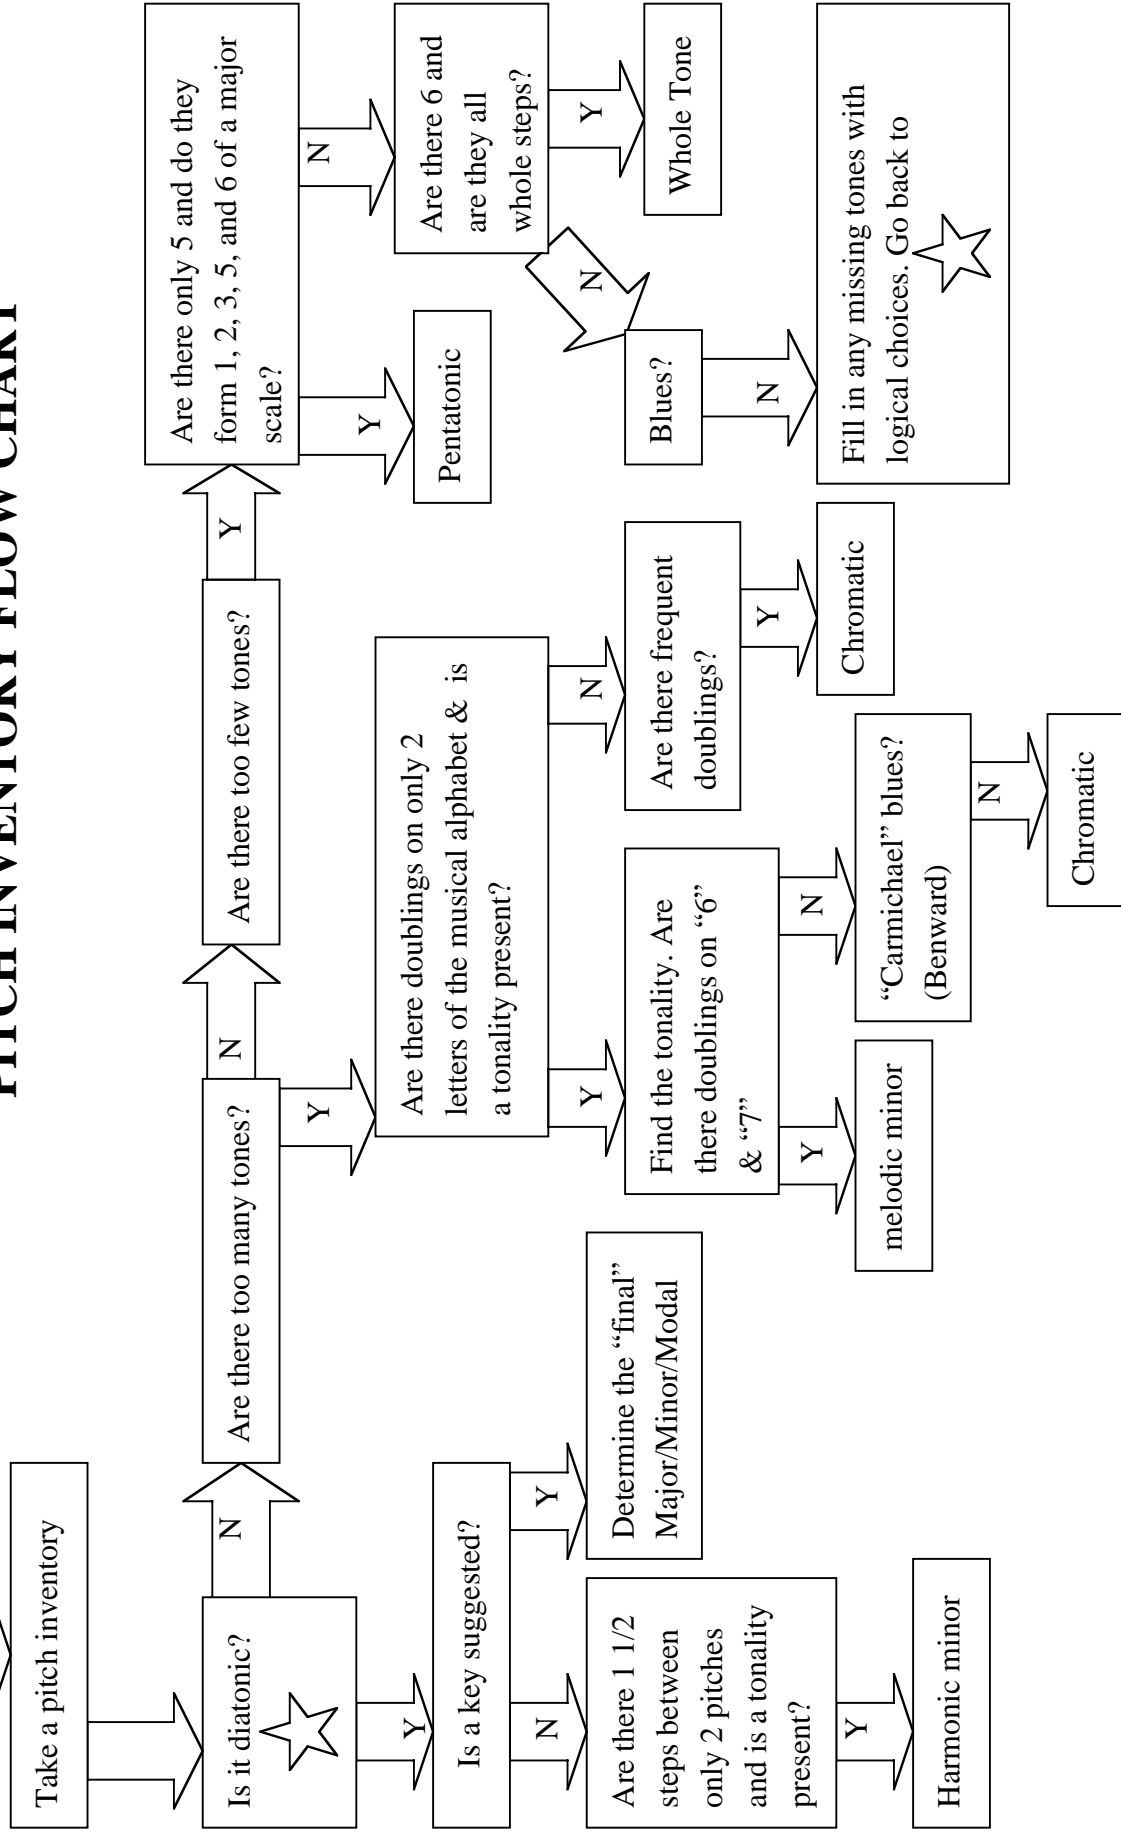 PITCH INVENTORY FLOW CHART
Take a pitch inventory
Is it diatonic?
N
Are there too many tones?
N
Are there too few tones?
Y
Are there only 5 and do they
form 1, 2, 3, 5, and 6 of a major
scale?
Y
Is a key suggested?
Y
Are there doublings on only 2
letters of the musical alphabet & is
a tonality present?
Y
Pentatonic
N
Are there 6 and
are they all
whole steps?
N
Are there 1 1/2
steps between
only 2 pitches
and is a tonality
present?
Y
Determine the “final”
Major/Minor/Modal
Y
Find the tonality. Are
there doublings on “6”
& “7”
N
Are there frequent
doublings?
N
Blues?
Y
Whole Tone
Y
Harmonic minor
Y
melodic minor
N
“Carmichael” blues?
(Benward)
Y
Chromatic
N
Fill in any missing tones with
logical choices. Go back to
N
Chromatic